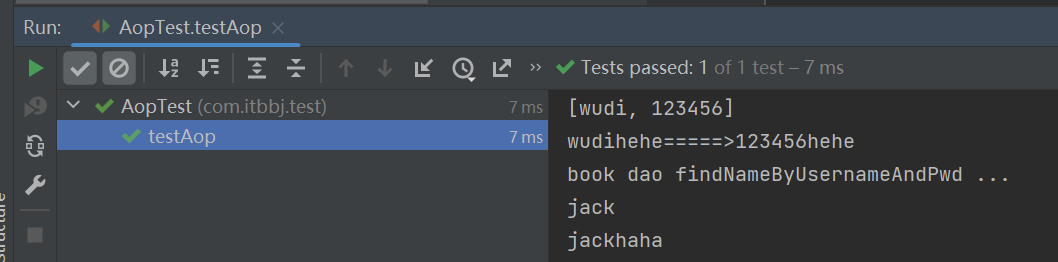 Run: AopTest.testAop ×
Tests passed: 1 of 1 test – 7 ms
AopTest (com.itbbj.test) 7 ms
testAop 7 ms
[wudi, 123456]
wudihehe=====>123456hehe
book dao findNameByUsernameAndPwd ...
jack
jackhaha
Structure